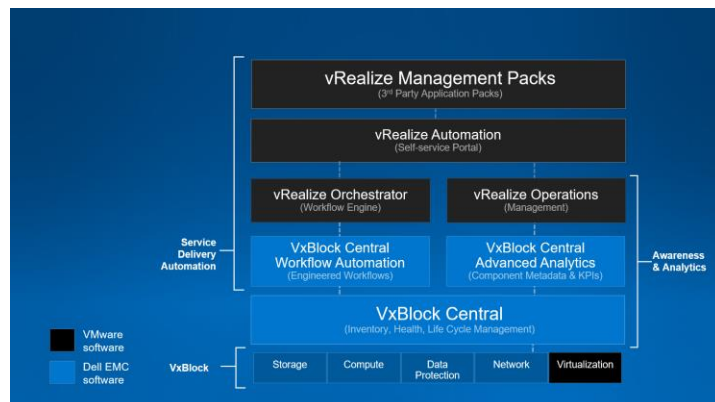 vRealize Management Packs
(3rd Party Application Packs)
vRealize Automation
(Self-service Portal)
vRealize Orchestrator
(Workflow Engine)
vRealize Operations
(Management)
Service
Delivery
Automation
VxBlock Central
Workflow Automation
(Engineered Workflows)
VxBlock Central
Advanced Analytics
(Component Metadata & KPIs)
Awareness
& Analytics
VxBlock Central
(Inventory, Health, Life Cycle Management)
VMware
software
Dell EMC
software
VxBlock
Storage
Compute
Data
Protection
Network
Virtualization